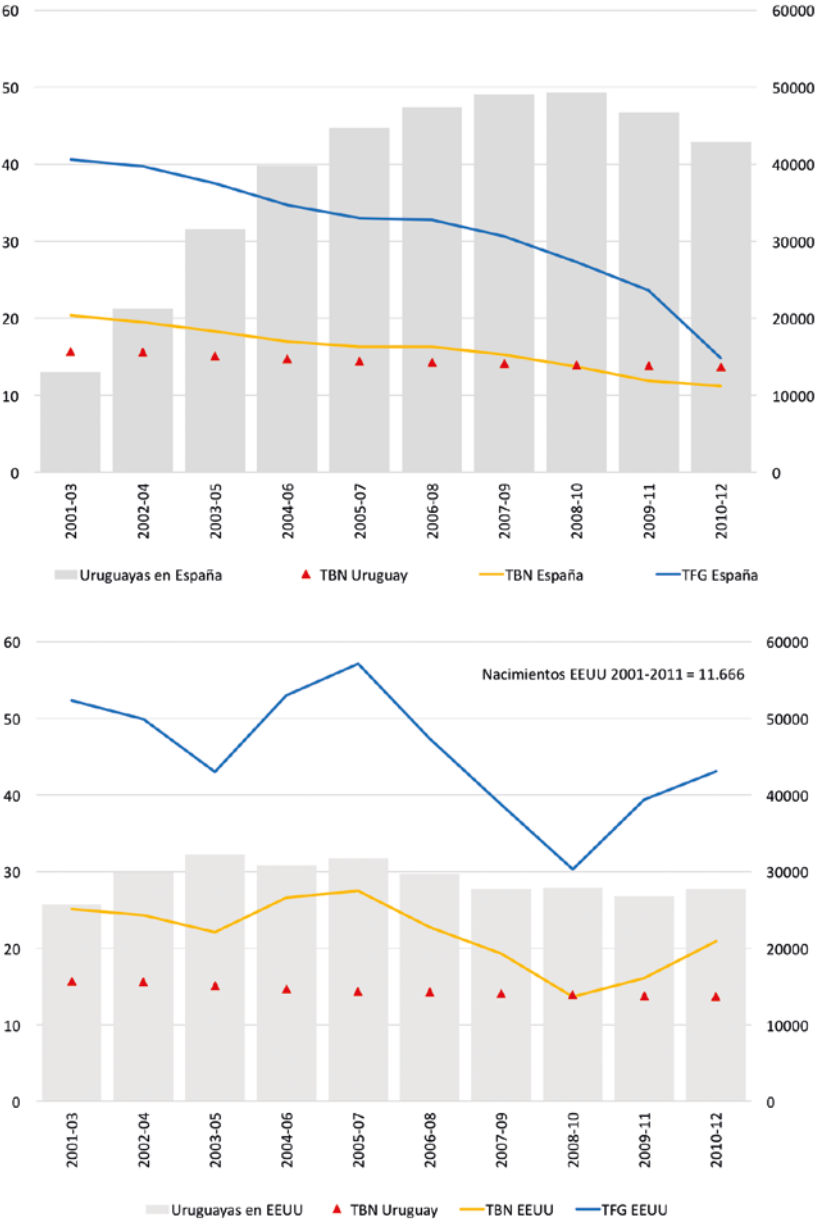 60 60000
50 50000
40 40000
30 30000
20 20000
10 10000
0 0
2001-03 2002-04 2003-05 2004-06 2005-07 2006-08 2007-09 2008-10 2009-11 2010-12
Uruguayas en España TBN Uruguay TBN España TFG España
60 60000
Nacimientos EEUU 2001-2011 = 11.666
50 50000
40 40000
30 30000
20 20000
10 10000
0 0
2001-03 2002-04 2003-05 2004-06 2005-07 2006-08 2007-09 2008-10 2009-11 2010-12
Uruguayas en EEUU TBN Uruguay TBN EEUU TFG EEUU